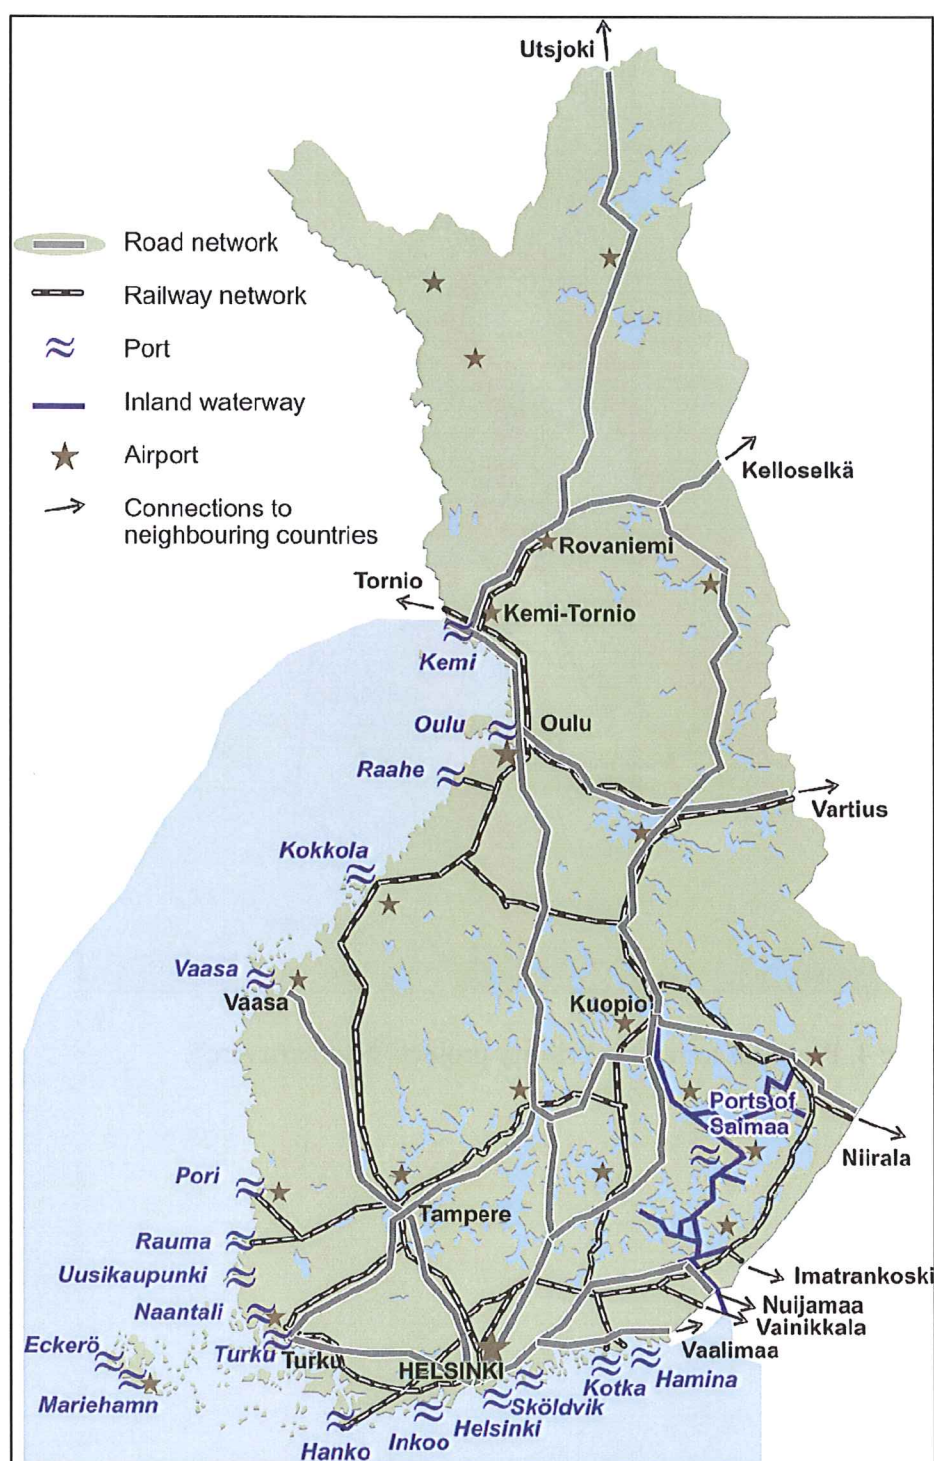 Utsjoki
Road network
Railway network
Port
Inland waterway
Airport
Connections to
neighbouring countries
Kelloselkä
Rovaniemi
Tornio
Kemi-Tornio
Kemi
Oulu
Oulu
Raahe
Vartius
Kokkola
Vaasa
Vaasa
Kuopio
Ports of
Saimaa
Niirala
Pori
Tampere
Rauma
Uusikaupunki
Imatrankoski
Naantali
Nuijamaa
Vainikkala
Eckerö
Turku
Turku
Vaalimaa
HELSINKI
Mariehamn
Kotka
Hamina
Sköldvik
Helsinki
Inkoo
Hanko